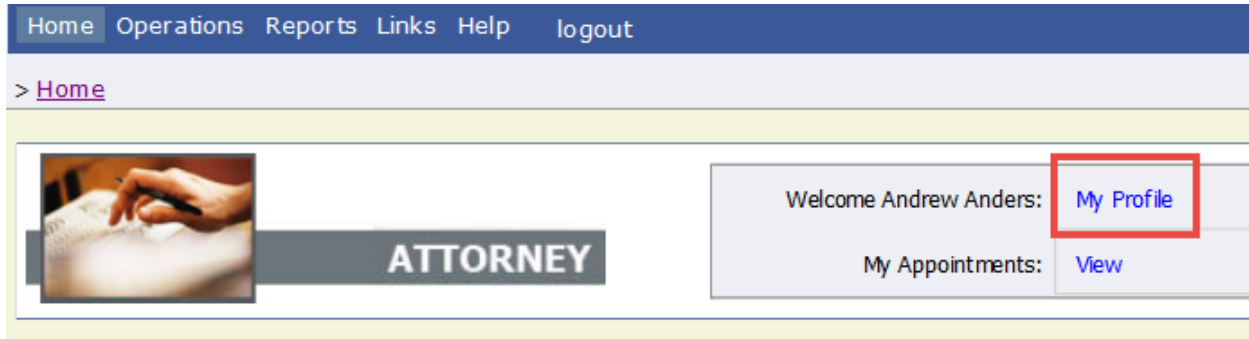 Home Operations Reports Links Help logout
> Home
Welcome Andrew Anders: My Profile
ATTORNEY
My Appointments: View